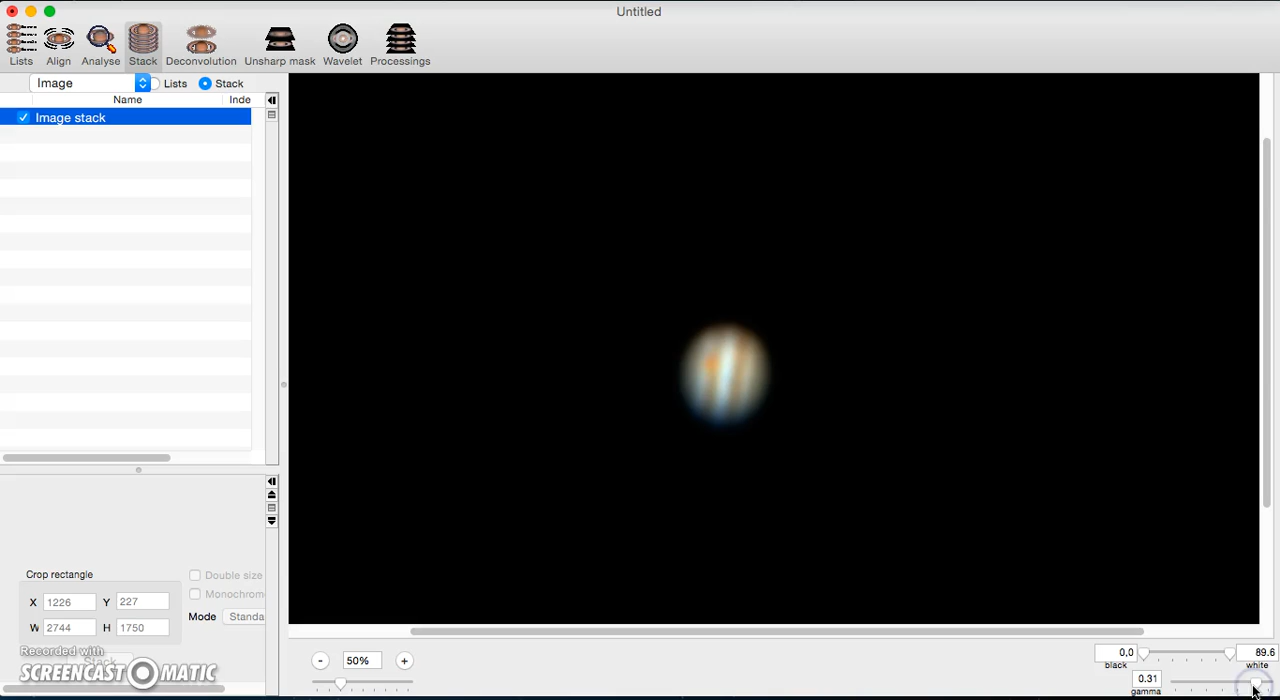 Untitled
Lists Align Analyse Stack Deconvolution Unsharp mask Wavelet Processings
Image Lists Stack
Name Inde
Image stack
Crop rectangle
X 1226 Y 227
W 2744 H 1750
Double size
Monochrom
Mode Standa
Recorded with
SCREENCAST O MATIC
- 50% +
0,0 89.6
black white
0.31
gamma